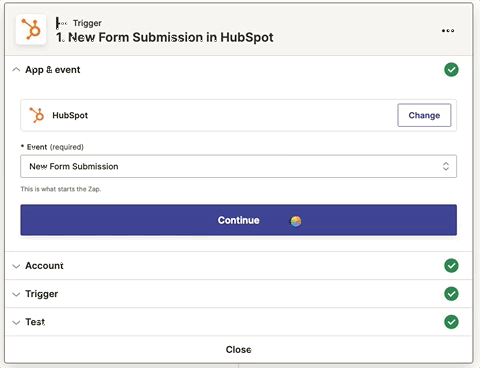 Trigger
1. New Form Submission in HubSpot
App & event
HubSpot
Change
* Event (required)
New Form Submission
This is what starts the Zap.
Continue
Account
Trigger
Test
Close